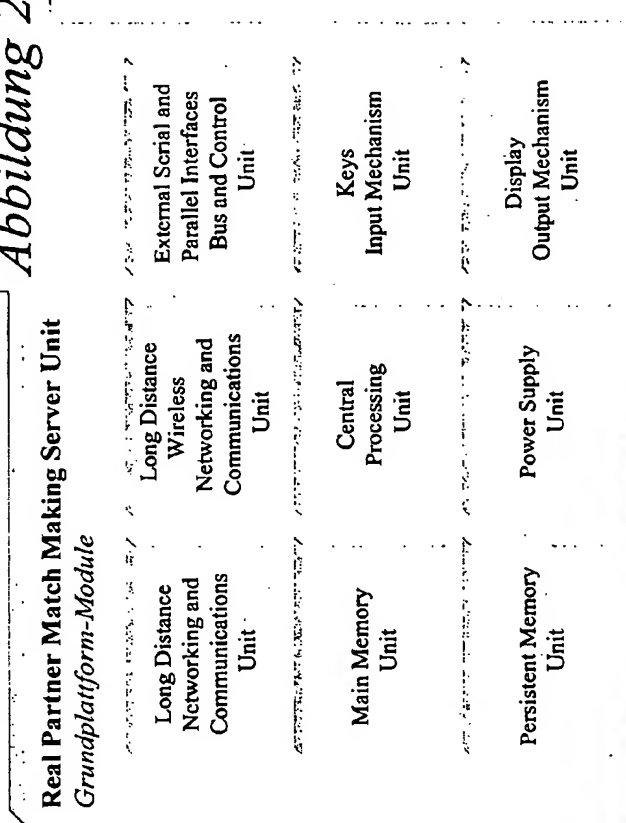 Abbildung 2
Real Partner Match Making Server Unit
Grundplattform-Module
Long Distance
Networking and
Communications
Unit
Long Distance
Wireless
Networking and
Communications
Unit
External Serial and
Parallel Interfaces
Bus and Control
Unit
Main Memory
Unit
Central
Processing
Unit
Keys
Input Mechanism
Unit
Persistent Memory
Unit
Power Supply
Unit
Display
Output Mechanism
Unit